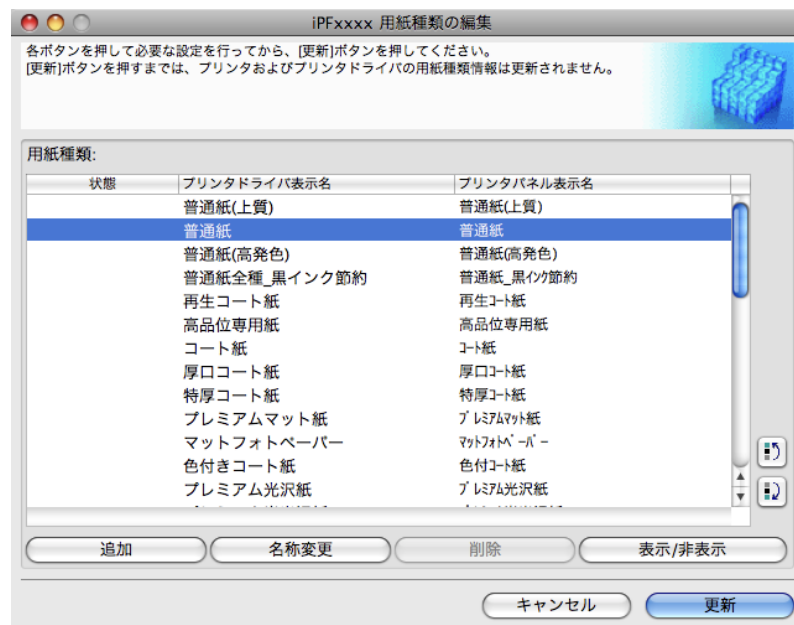 iPFxxxx 用紙種類の編集
各ボタンを押して必要な設定を行ってから、[更新]ボタンを押してください。
[更新]ボタンを押すまでは、プリンタおよびプリンタドライバの用紙種類情報は更新されません。
用紙種類:
状態 プリンタドライバ表示名 プリンタパネル表示名
普通紙(上質) 普通紙(上質)
普通紙 普通紙
普通紙(高発色) 普通紙(高発色)
普通紙全種_黒インク節約 普通紙_黒インク節約
再生コート紙 再生コート紙
高品位専用紙 高品位専用紙
コート紙 コート紙
厚口コート紙 厚口コート紙
特厚コート紙 特厚コート紙
プレミアムマット紙 プレミアムマット紙
マットフォトペーパー マットフォトペーパー
色付きコート紙 色付コート紙
プレミアム光沢紙 プレミアム光沢紙
追加 名称変更 削除 表示/非表示
キャンセル 更新